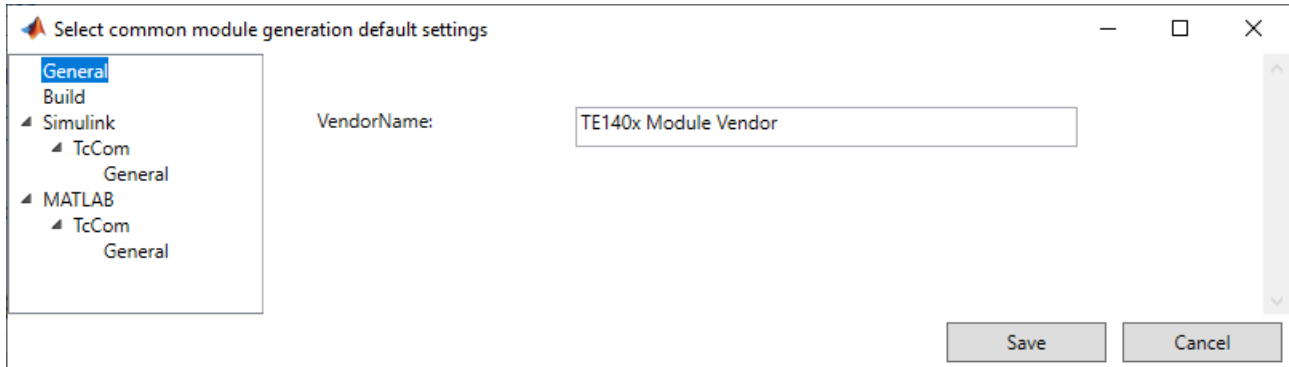 Select common module generation default settings
General
Build
Simulink
TcCom
General
MATLAB
TcCom
General
VendorName:
TE140x Module Vendor
Save
Cancel